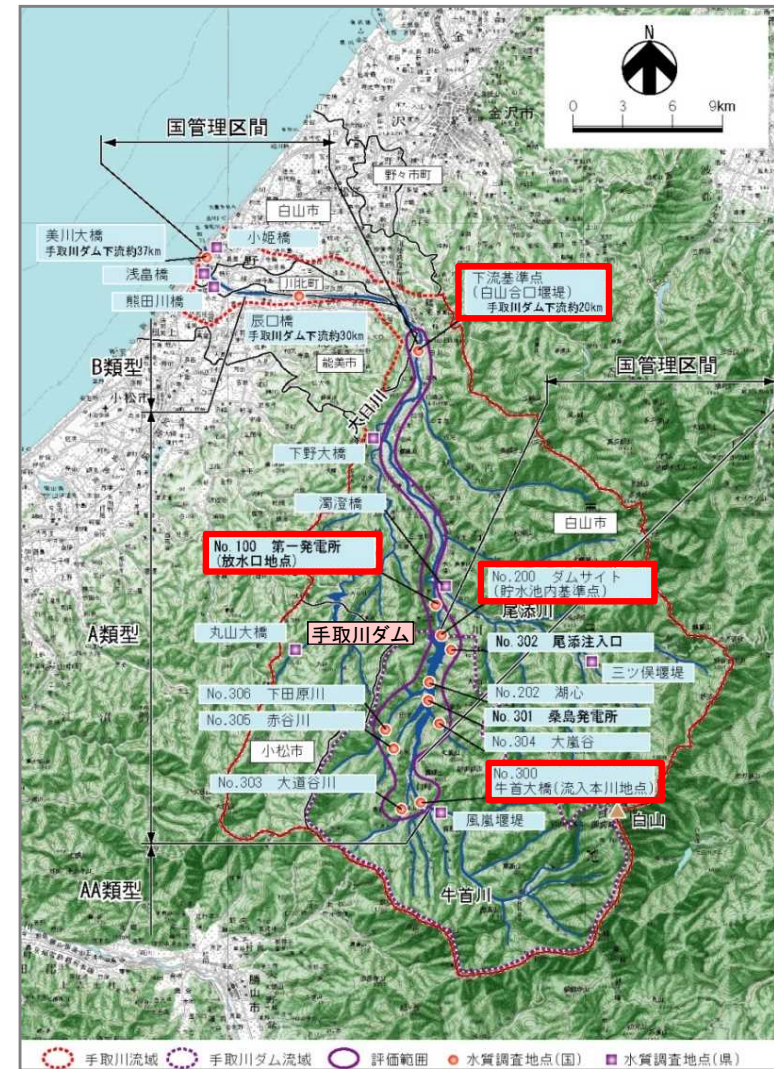 N
0 3 6 9km
金沢市
国管理区間
野々市町
白山市
美川大橋
手取川ダム下流約37km
小姫橋
浅畠橋
川北町
熊田川橋
辰口橋
手取川ダム下流約30km
下流基準点
(白山合口堰堤)
手取川ダム下流約20km
能美市
B類型
小松市
国管理区間
大日川
下野大橋
濁澄橋
白山市
No.100 第一発電所
(放水口地点)
No.200 ダムサイト
(貯水池内基準点)
尾添川
A類型
丸山大橋
手取川ダム
No.302 尾添注入口
三ツ俣堰堤
No.306 下田原川
No.202 湖心
No.305 赤谷川
No.301 桑島発電所
小松市
No.304 大嵐谷
No.303 大道谷川
No.300
牛首大橋(流入本川地点)
風嵐堰堤
白山
AA類型
牛首川
勝山市
手取川流域 手取川ダム流域 評価範囲 水質調査地点(国) 水質調査地点(県)